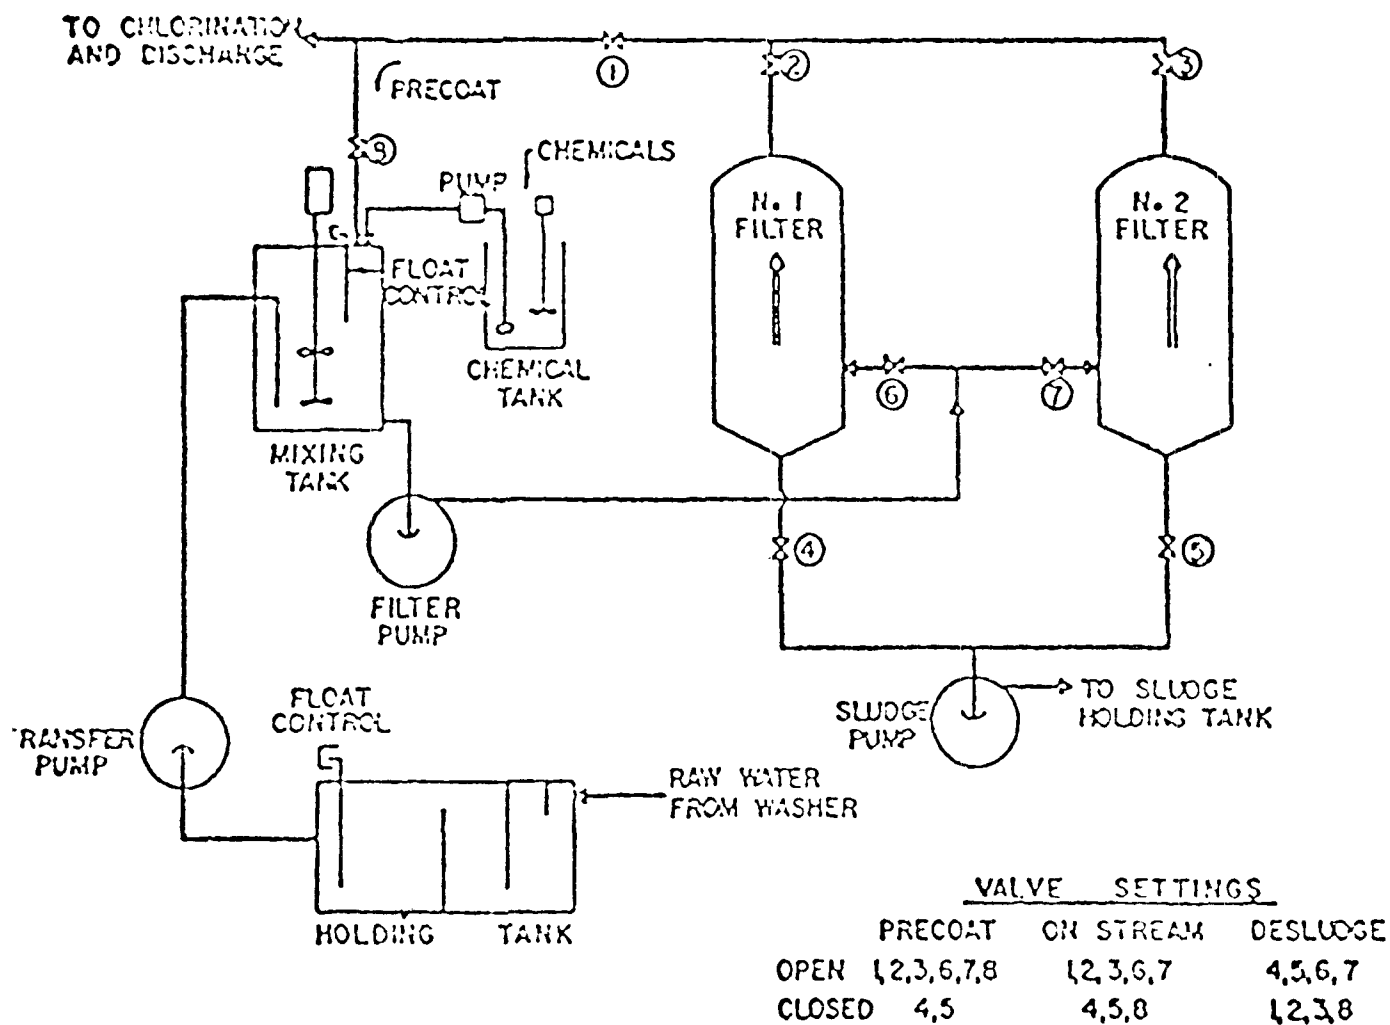 TO CHLORINATION
AND DISCHARGE
PRECOAT
1
2
3
8
CHEMICALS
PUMP
N. 1
FILTER
N. 2
FILTER
FLOAT
CONTROL
CHEMICAL
TANK
6
7
MIXING
TANK
4
5
FILTER
PUMP
TRANSFER
PUMP
FLOAT
CONTROL
SLUDGE
PUMP
TO SLUDGE
HOLDING TANK
RAW WATER
FROM WASHER
HOLDING TANK
VALVE SETTINGS
PRECOAT ON STREAM DESLUDGE
OPEN 1,2,3,6,7,8 1,2,3,6,7 4,5,6,7
CLOSED 4,5 4,5,8 1,2,3,8